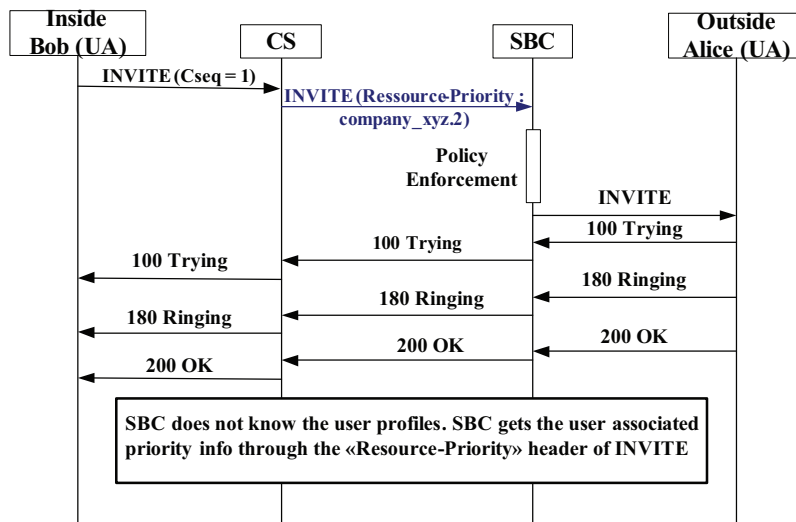 Inside
Bob (UA)
CS
SBC
Outside
Alice (UA)
INVITE (Cseq = 1)
INVITE (Ressource-Priority :
company_xyz.2)
Policy
Enforcement
INVITE
100 Trying
100 Trying
100 Trying
180 Ringing
180 Ringing
180 Ringing
200 OK
200 OK
200 OK
SBC does not know the user profiles. SBC gets the user associated
priority info through the «Resource-Priority» header of INVITE